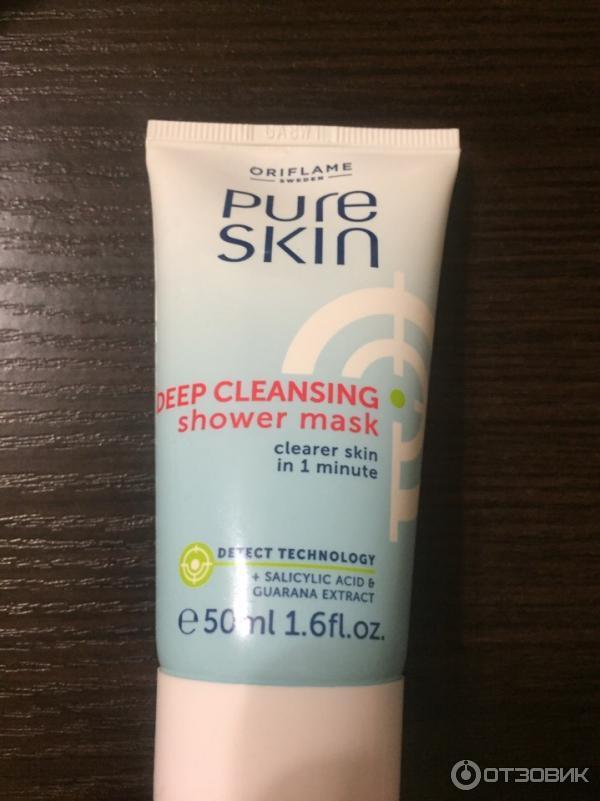 ORIFLAME
SWEDEN
PURE
SKIN
DEEP CLEANSING
shower mask
clearer skin
in 1 minute
DETECT TECHNOLOGY
+ SALICYLIC ACID &
GUARANA EXTRACT
e 50ml 1.6fl.oz.
ОТЗОВИК